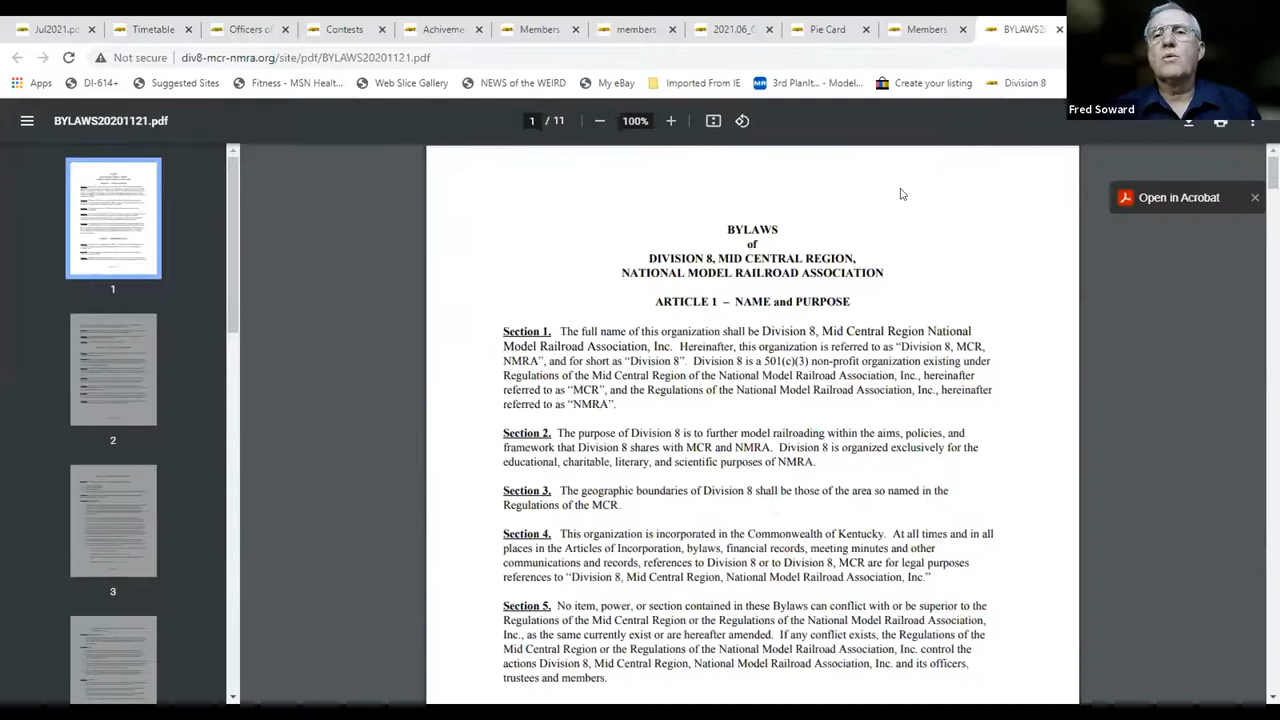 Jul2021.p
Timetable
Officers o
Contests
Achieveme
Members
members
2021.06_C
Pie Card
Members
BYLAWS2
Not secure | div8-mcr-nmra.org/site/pdf/BYLAWS20201121.pdf
Apps
DI-614+
Suggested Sites
Fitness - MSN Healt...
Web Slice Gallery
NEWS of the WEIRD
My eBay
Imported From IE
MR 3rd PlanIt... - Model...
Create your listing
Division 8
Fred Soward
BYLAWS20201121.pdf
1 / 11
100%
Open in Acrobat
1
2
3
BYLAWS
of
DIVISION 8, MID CENTRAL REGION,
NATIONAL MODEL RAILROAD ASSOCIATION
ARTICLE 1 – NAME and PURPOSE
Section 1. The full name of this organization shall be Division 8, Mid Central Region National
Model Railroad Association, Inc. Hereinafter, this organization is referred to as “Division 8, MCR,
NMRA”, and for short as “Division 8”. Division 8 is a 501(c)(3) non-profit organization existing under
Regulations of the Mid Central Region of the National Model Railroad Association, Inc., hereinafter
referred to as “MCR”, and the Regulations of the National Model Railroad Association, Inc., hereinafter
referred to as “NMRA”.
Section 2. The purpose of Division 8 is to further model railroading within the aims, policies, and
framework that Division 8 shares with MCR and NMRA. Division 8 is organized exclusively for the
educational, charitable, literary, and scientific purposes of NMRA.
Section 3. The geographic boundaries of Division 8 shall be those of the area so named in the
Regulations of the MCR.
Section 4. This organization is incorporated in the Commonwealth of Kentucky. At all times and in all
places in the Articles of Incorporation, bylaws, financial records, meeting minutes and other
communications and records, references to Division 8 or to Division 8, MCR are for legal purposes
references to “Division 8, Mid Central Region, National Model Railroad Association, Inc.”
Section 5. No item, power, or section contained in these Bylaws can conflict with or be superior to the
Regulations of the Mid Central Region or the Regulations of the National Model Railroad Association,
Inc., as the same currently exist or are hereafter amended. If any conflict exists, the Regulations of the
Mid Central Region or the Regulations of the National Model Railroad Association, Inc. control the
actions Division 8, Mid Central Region, National Model Railroad Association, Inc. and its officers,
trustees and members.